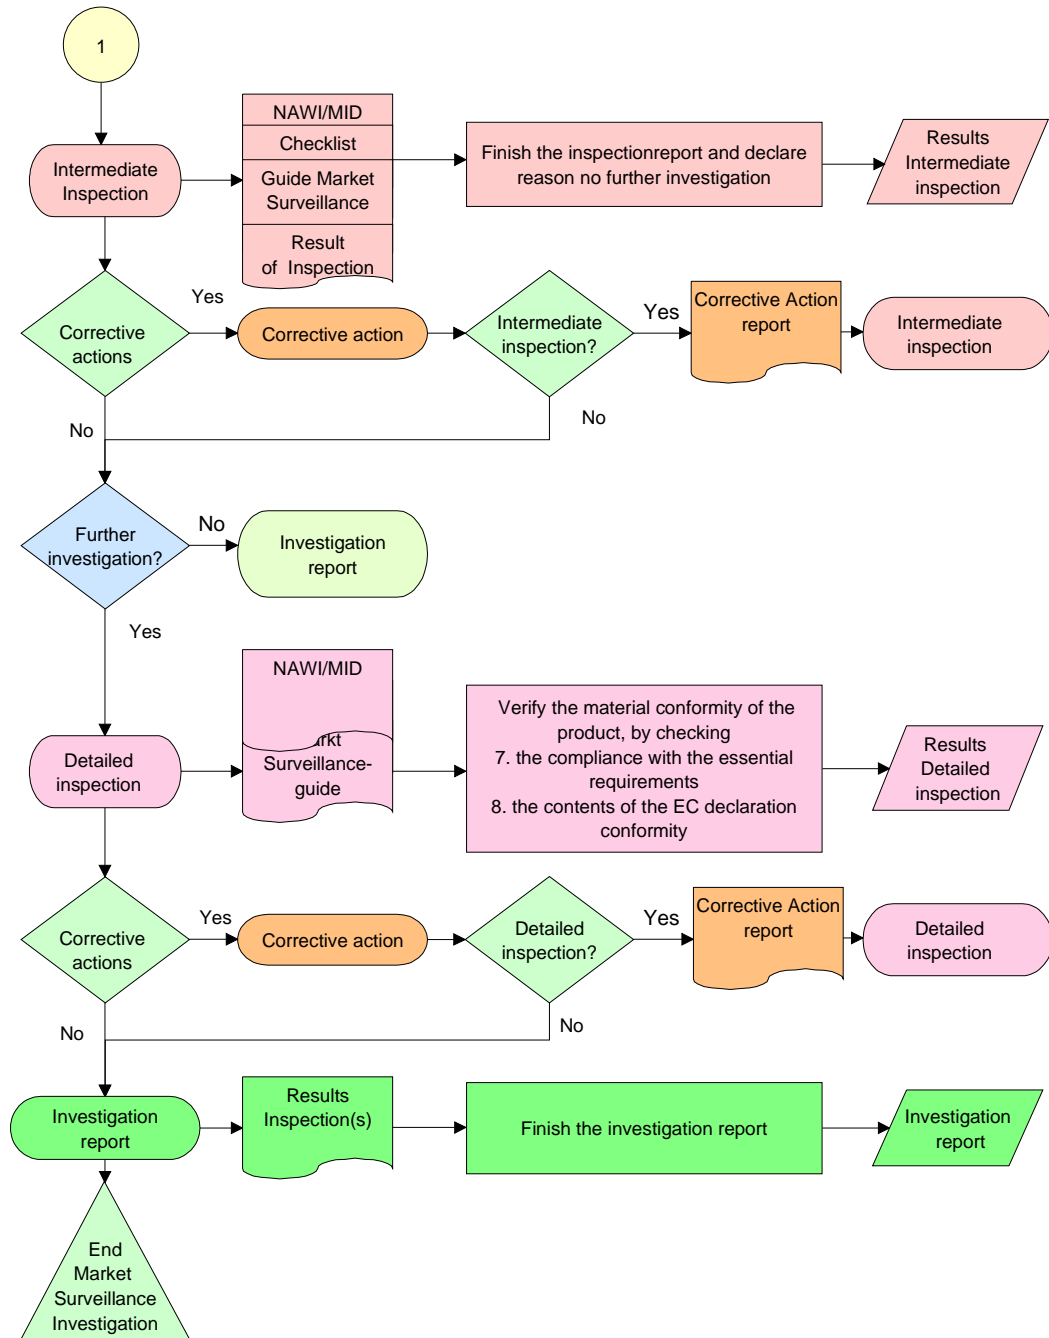 1
Intermediate
Inspection
NAWI/MID
Checklist
Guide Market
Surveillance
Result
of Inspection
Finish the inspectionreport and declare
reason no further investigation
Results
Intermediate
inspection
Corrective
actions
Yes
Corrective action
Intermediate
inspection?
Yes
Corrective Action
report
Intermediate
inspection
No
No
Further
investigation?
No
Investigation
report
Yes
Detailed
inspection
NAWI/MID
Surveillance-
guide
Verify the material conformity of the
product, by checking
7. the compliance with the essential
requirements
8. the contents of the EC declaration
conformity
Results
Detailed
inspection
Corrective
actions
Yes
Corrective action
Detailed
inspection?
Yes
Corrective Action
report
Detailed
inspection
No
No
Investigation
report
Results
Inspection(s)
Finish the investigation report
Investigation
report
End
Market
Surveillance
Investigation